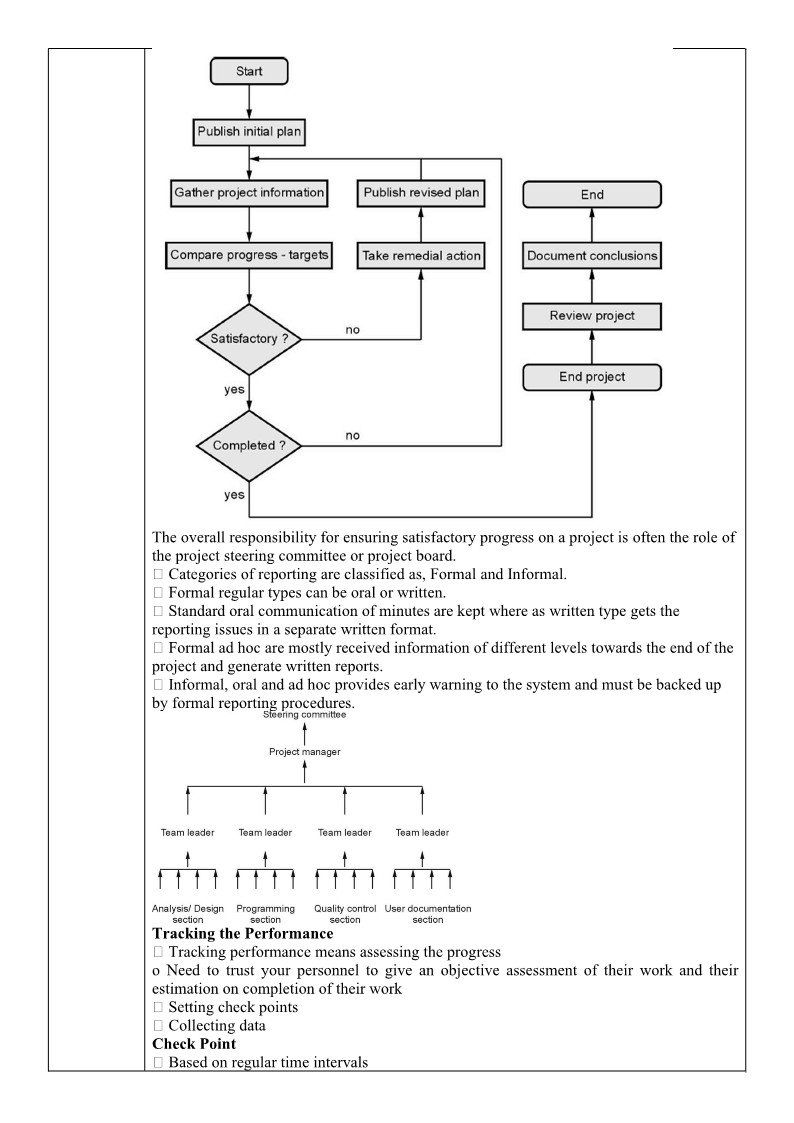 Start
Publish initial plan
Gather project information
Publish revised plan
End
Compare progress - targets
Take remedial action
Document conclusions
Review project
Satisfactory ?
no
End project
yes
Completed ?
no
yes
The overall responsibility for ensuring satisfactory progress on a project is often the role of
the project steering committee or project board.
□ Categories of reporting are classified as, Formal and Informal.
□ Formal regular types can be oral or written.
□ Standard oral communication of minutes are kept where as written type gets the
reporting issues in a separate written format.
□ Formal ad hoc are mostly received information of different levels towards the end of the
project and generate written reports.
□ Informal, oral and ad hoc provides early warning to the system and must be backed up
by formal reporting procedures.
Steering committee
Project manager
Team leader Team leader Team leader Team leader
Analysis/ Design Programming Quality control User documentation
section section section section
Tracking the Performance
□ Tracking performance means assessing the progress
o Need to trust your personnel to give an objective assessment of their work and their
estimation on completion of their work
□ Setting check points
□ Collecting data
Check Point
□ Based on regular time intervals